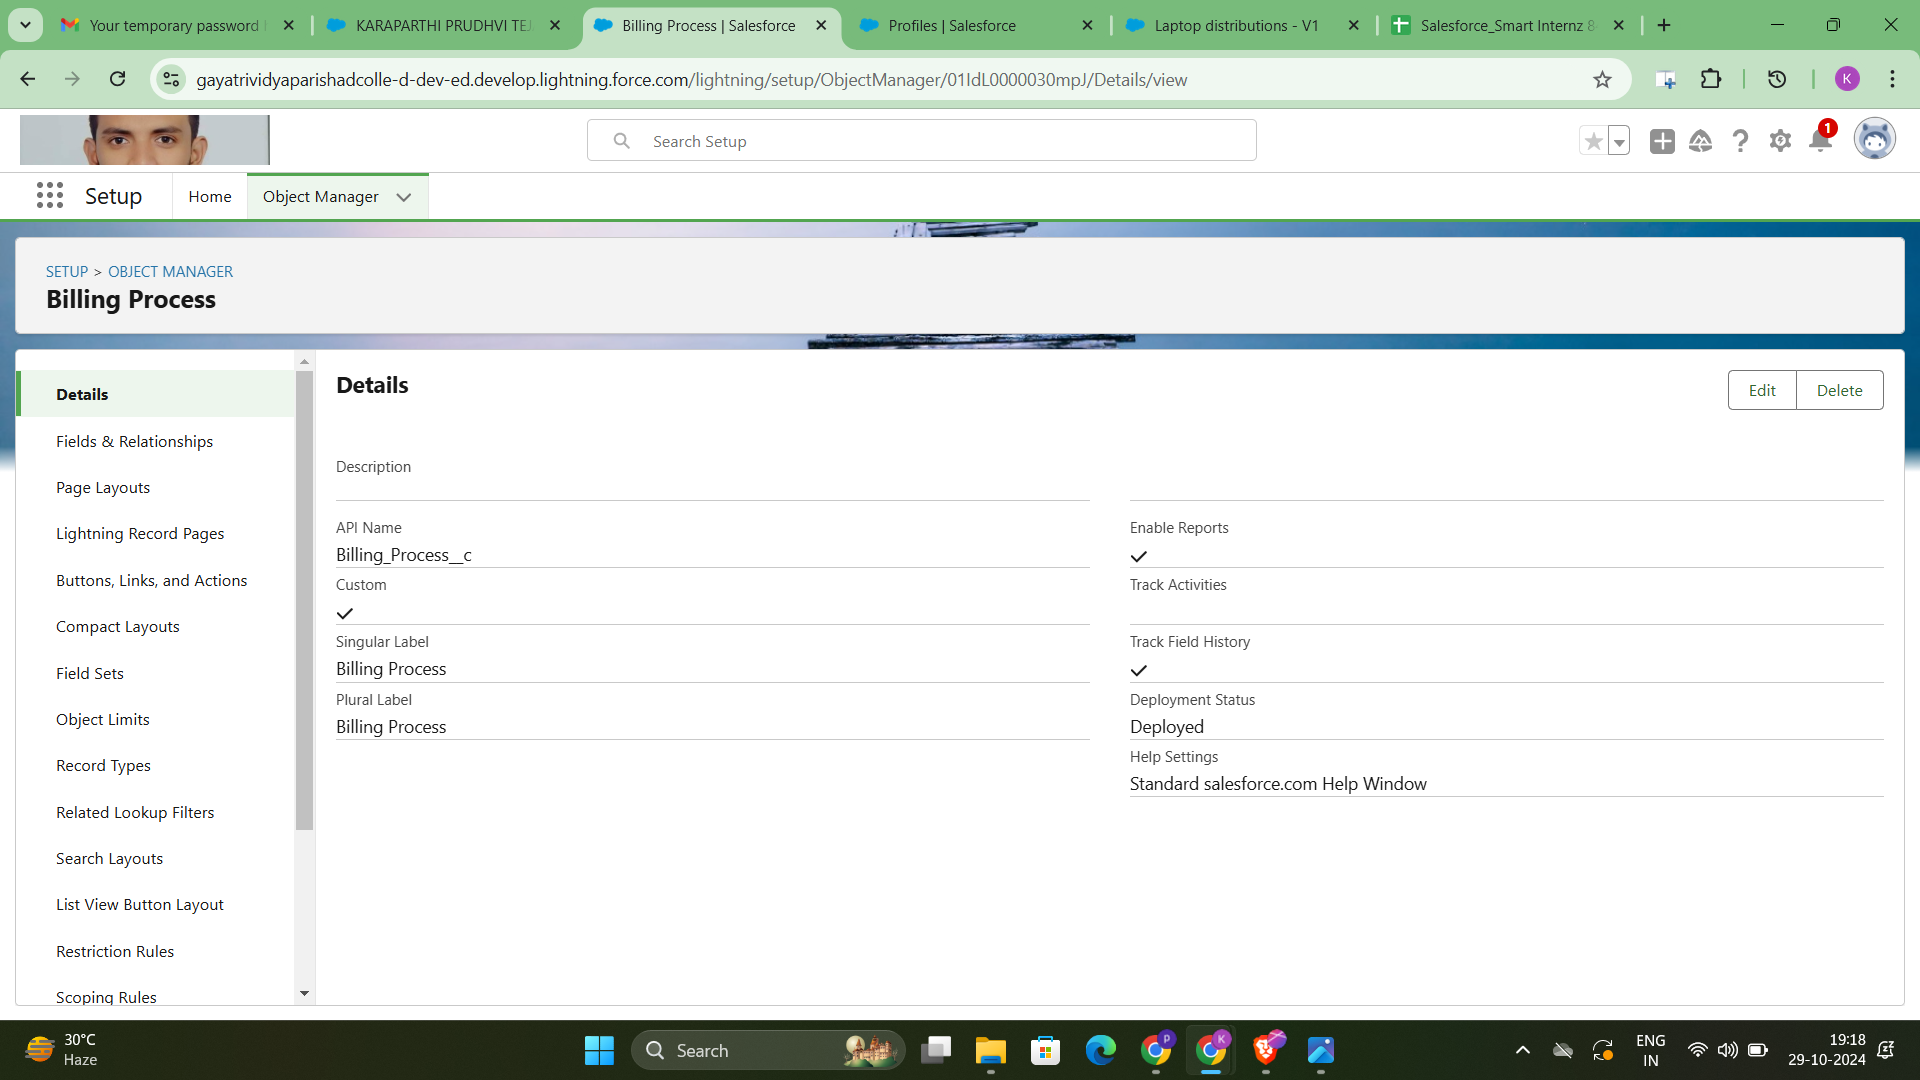 Your temporary password
KARAPARTHI PRUDHVI TEJ
Billing Process | Salesforce
Profiles | Salesforce
Laptop distributions - V1
Salesforce_Smart Internz 8
gayatrividyaparishadcolle-d-dev-ed.develop.lightning.force.com/lightning/setup/ObjectManager/01IdL0000030mpJ/Details/view
K
Search Setup
1
Setup
Home
Object Manager
SETUP > OBJECT MANAGER
Billing Process
Details
Fields & Relationships
Page Layouts
Lightning Record Pages
Buttons, Links, and Actions
Compact Layouts
Field Sets
Object Limits
Record Types
Related Lookup Filters
Search Layouts
List View Button Layout
Restriction Rules
Scoping Rules
Details
Edit
Delete
Description
API Name
Billing_Process__c
Custom
Singular Label
Billing Process
Plural Label
Billing Process
Enable Reports
Track Activities
Track Field History
Deployment Status
Deployed
Help Settings
Standard salesforce.com Help Window
30°C
Haze
Search
P
K
ENG
IN
19:18
29-10-2024